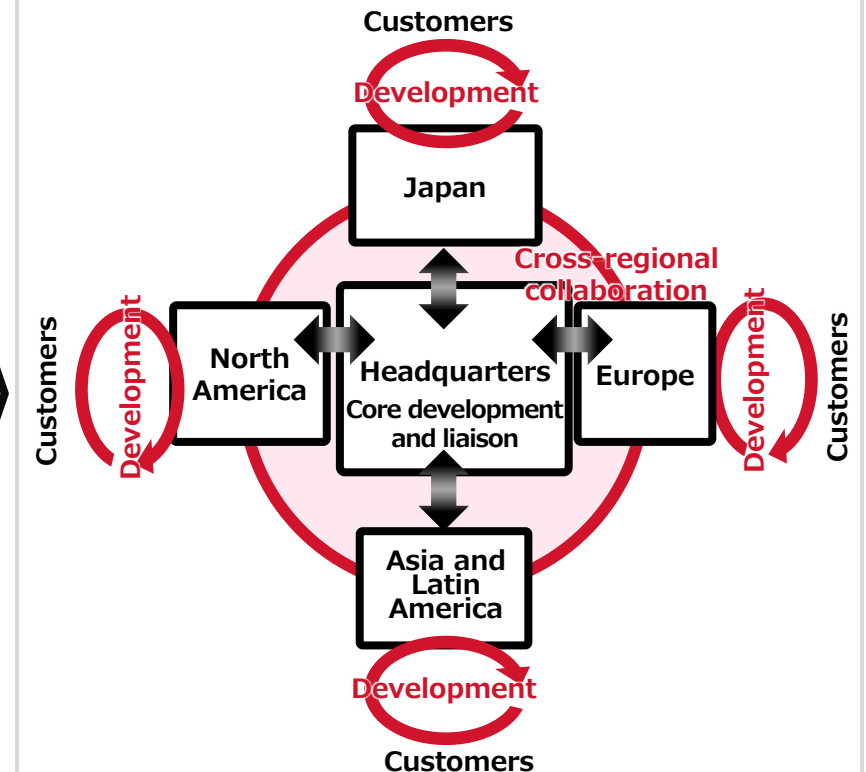 Customers
Development
Japan
Cross-regional
collaboration
Customers
Development
North
America
Headquarters
Core development
and liaison
Europe
Development
Customers
Asia and
Latin
America
Development
Customers